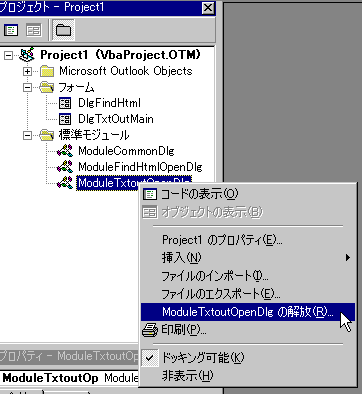 プロジェクト - Project1
Project1 (VbaProject.OTM)
Microsoft Outlook Objects
フォーム
DlgFindHtml
DlgTxtOutMain
標準モジュール
ModuleCommonDlg
ModuleFindHtmlOpenDlg
ModuleTxtoutOpenDlg
コードの表示(O)
オブジェクトの表示(B)
Project1 のプロパティ(E)...
挿入(N)
ファイルのインポート(I)...
ファイルのエクスポート(E)...
ModuleTxtoutOpenDlg の解放(R)...
印刷(P)...
ドッキング可能(K)
非表示(H)
プロパティ - ModuleTxtoutOp
ModuleTxtoutOp Module